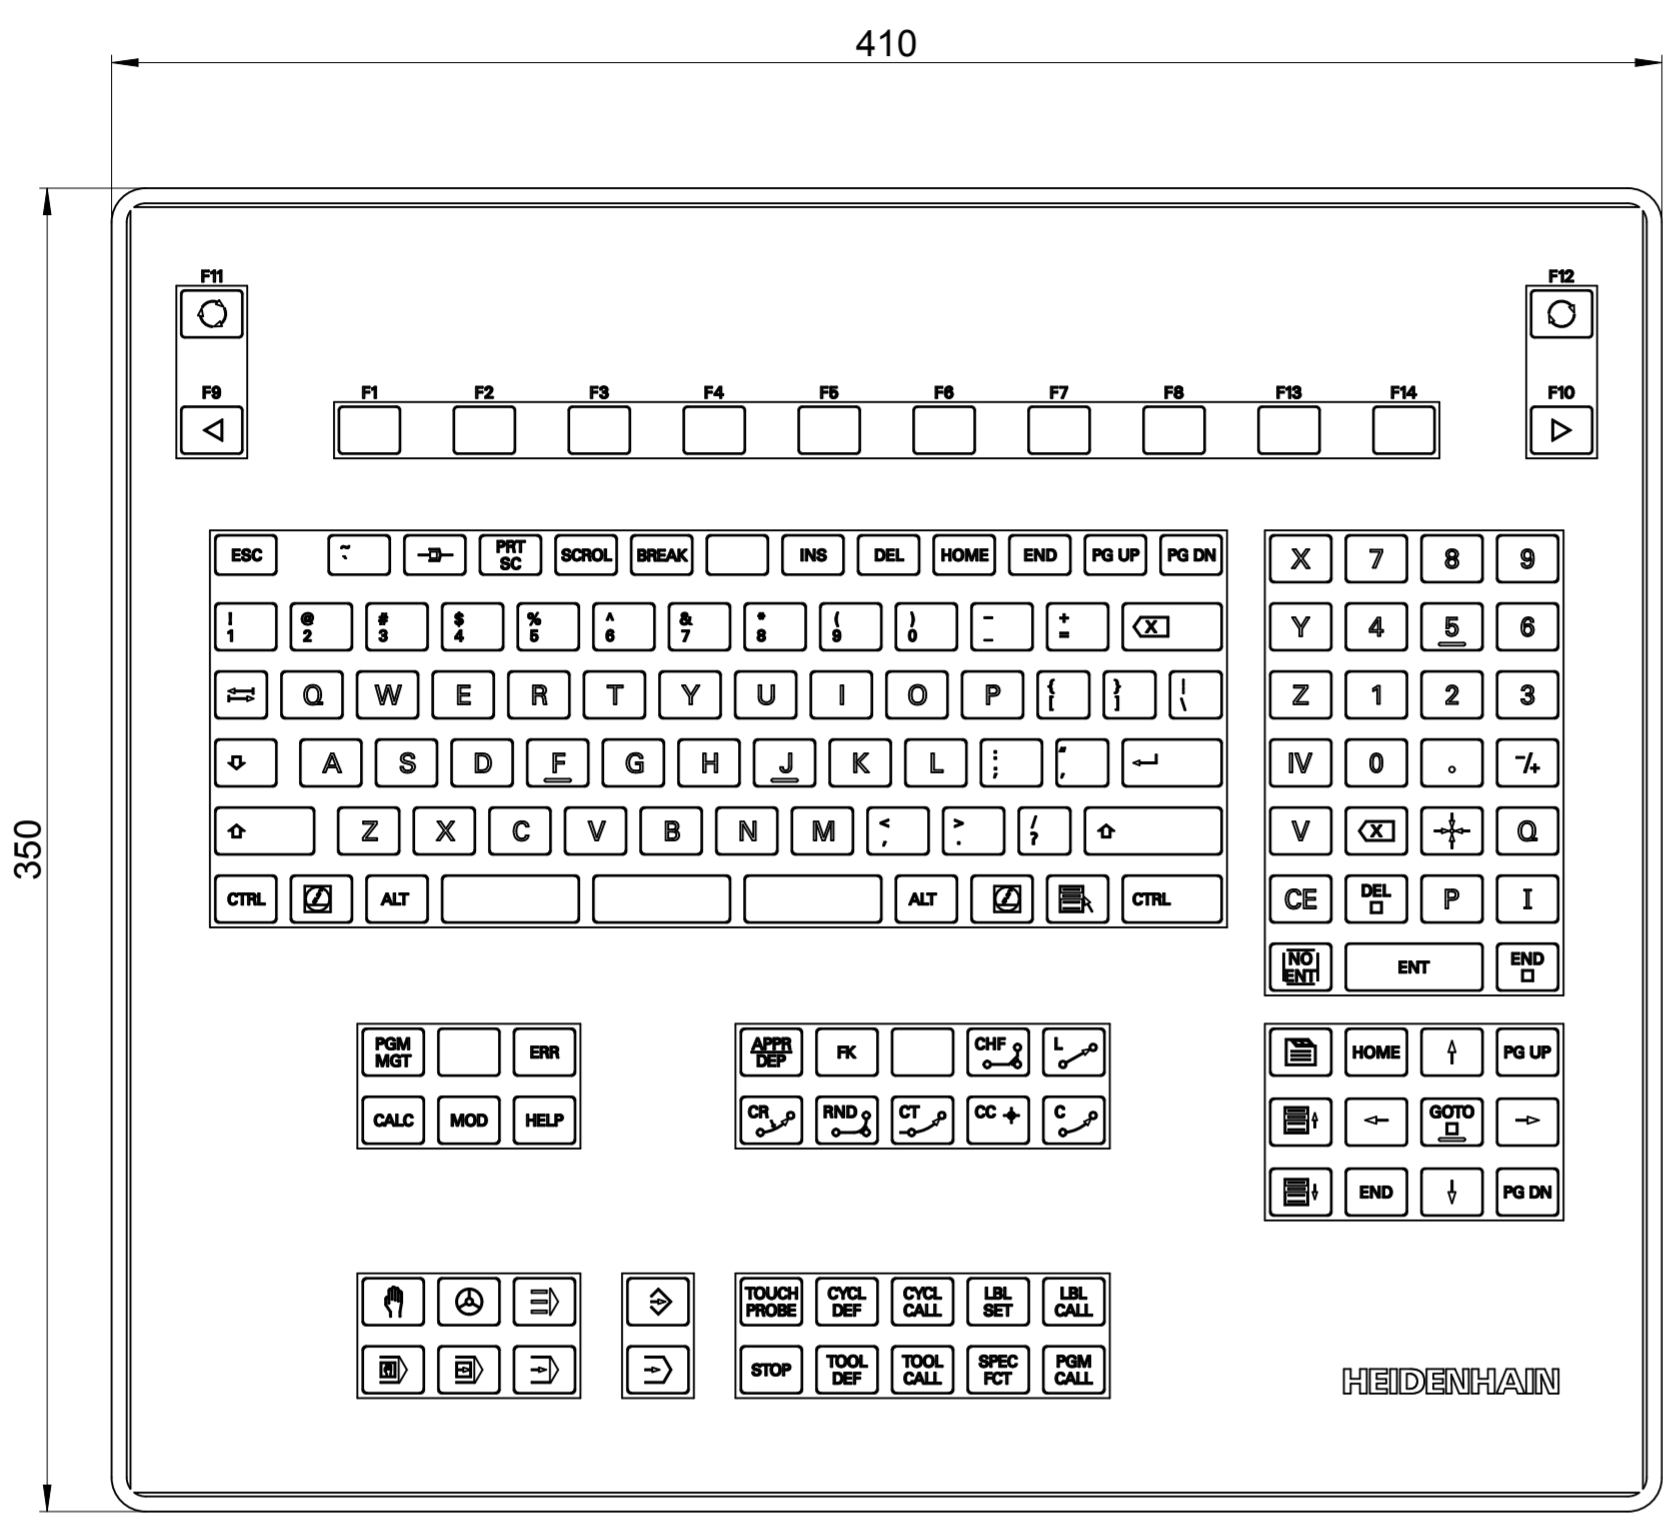 410
350
F11 F12
F9 F1 F2 F3 F4 F5 F6 F7 F8 F13 F14 F10
ESC ~ ` PRT SC SCROL BREAK INS DEL HOME END PG UP PG DN
! 1 @ 2 # 3 $ 4 % 5 ^ 6 & 7 * 8 ( 9 ) 0 – _ + = X
Q W E R T Y U I O P { [ } ] | \
A S D F G H J K L : ; " ,
Z X C V B N M < , > . / ?
CTRL ALT ALT CTRL
X 7 8 9
Y 4 5 6
Z 1 2 3
IV 0 . −/+
V X Q
CE DEL P I
NO ENT ENT END
PGM MGT ERR
CALC MOD HELP
APPR DEP FK CHF L
CR RND CT CC C
HOME PG UP
GOTO
END PG DN
TOUCH PROBE CYCL DEF CYCL CALL LBL SET LBL CALL
STOP TOOL DEF TOOL CALL SPEC FCT PGM CALL
HEIDENHAIN